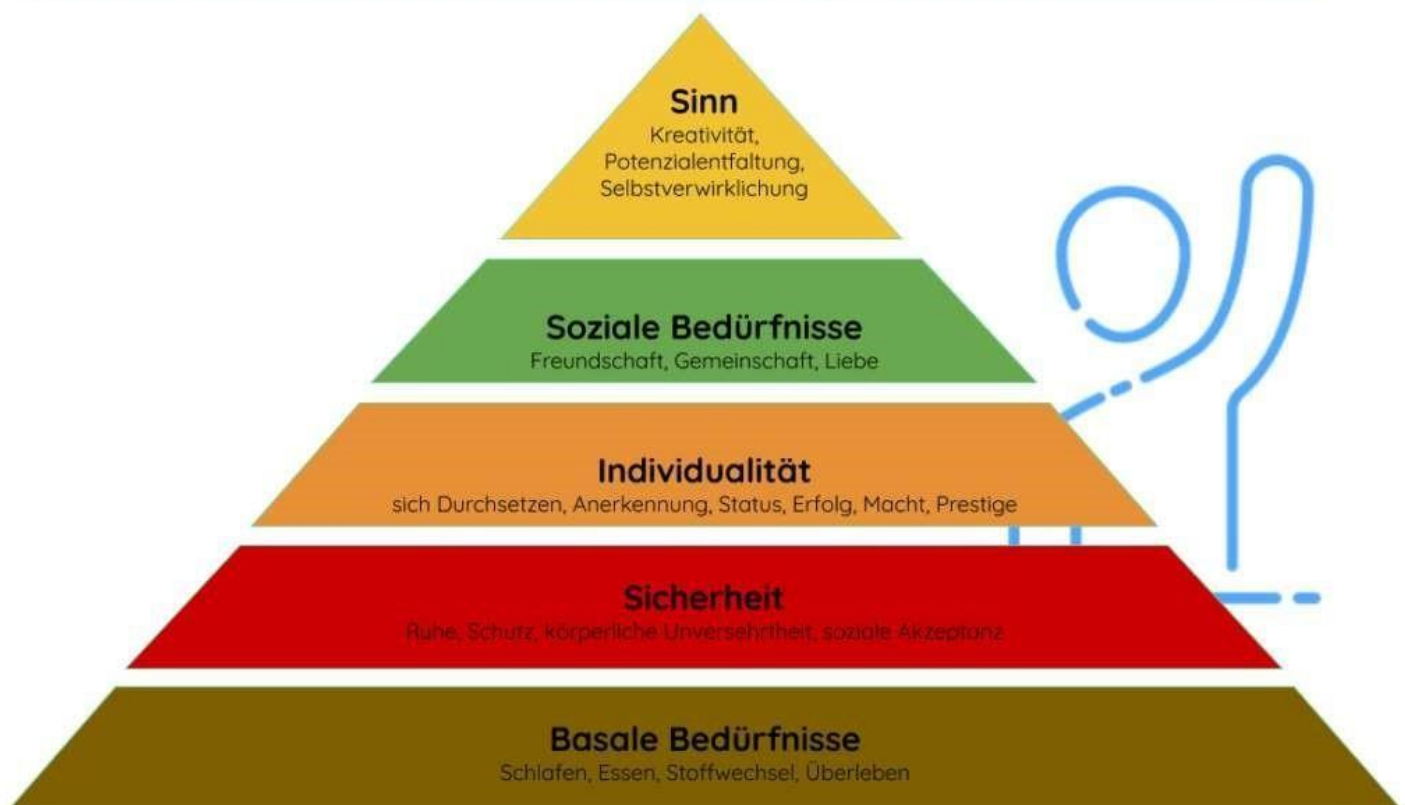 Sinn
Kreativität,
Potenzialentfaltung,
Selbstverwirklichung
Soziale Bedürfnisse
Freundschaft, Gemeinschaft, Liebe
Individualität
sich Durchsetzen, Anerkennung, Status, Erfolg, Macht, Prestige
Sicherheit
Ruhe, Schutz, körperliche Unversehrtheit, soziale Akzeptanz
Basale Bedürfnisse
Schlafen, Essen, Stoffwechsel, Überleben